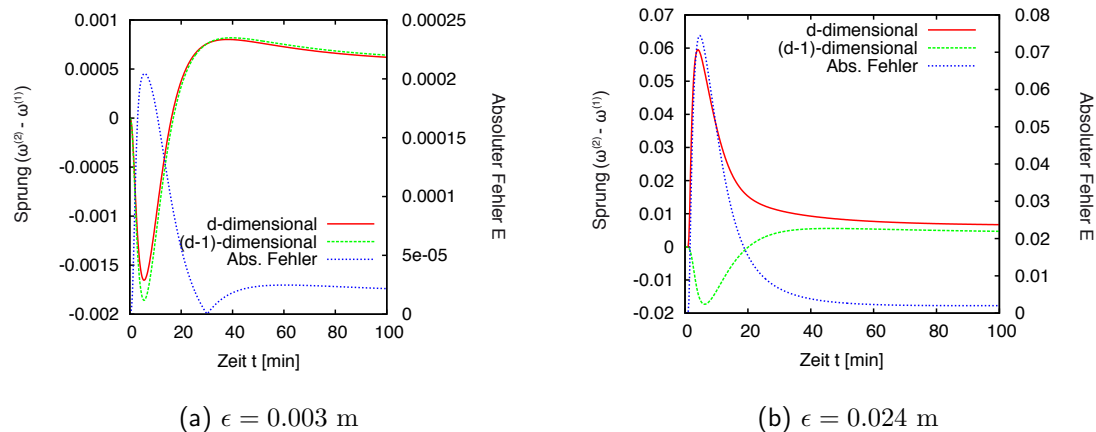 Sprung (ω(2) - ω(1))
0.001
0.0005
0
-0.0005
-0.001
-0.0015
-0.002
0 20 40 60 80 100
Zeit t [min]
0.00025
0.0002
0.00015
0.0001
5e-05
0
Absoluter Fehler E
d-dimensional
(d-1)-dimensional
Abs. Fehler
(a) ϵ = 0.003 m
Sprung (ω(2) - ω(1))
0.07
0.06
0.05
0.04
0.03
0.02
0.01
0
-0.01
-0.02
0 20 40 60 80 100
Zeit t [min]
0.08
0.07
0.06
0.05
0.04
0.03
0.02
0.01
0
Absoluter Fehler E
d-dimensional
(d-1)-dimensional
Abs. Fehler
(b) ϵ = 0.024 m